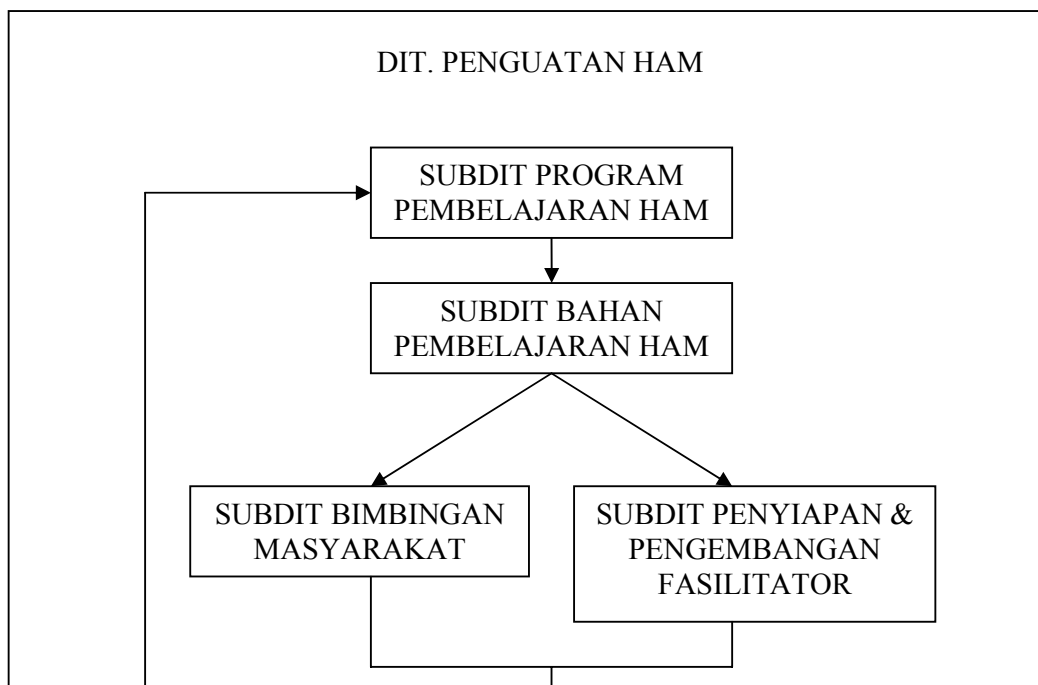 DIT. PENGUATAN HAM
SUBDIT PROGRAM
PEMBELAJARAN HAM
SUBDIT BAHAN
PEMBELAJARAN HAM
SUBDIT BIMBINGAN
MASYARAKAT
SUBDIT PENYIAPAN &
PENGEMBANGAN
FASILITATOR